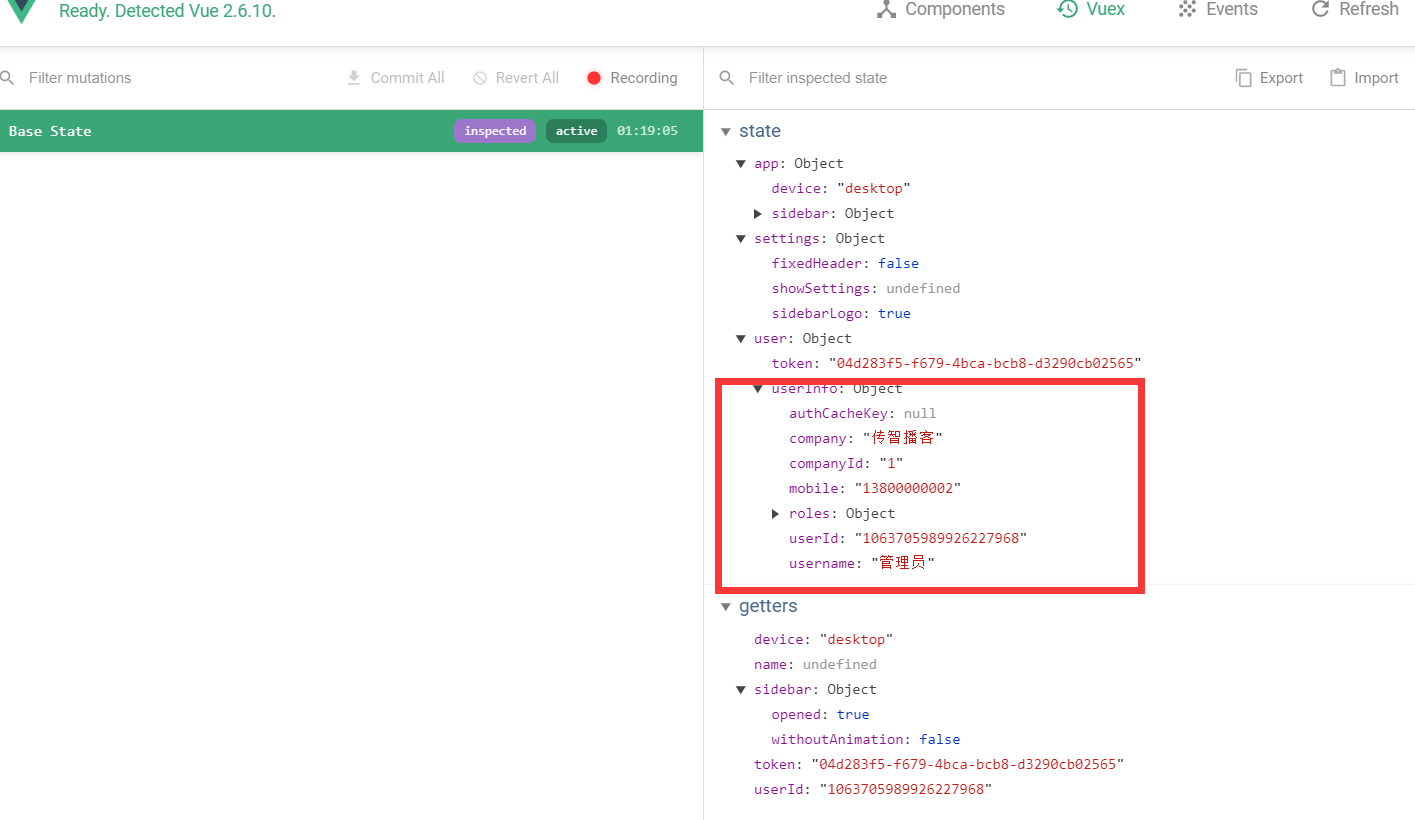 Ready. Detected Vue 2.6.10.
Components
Vuex
Events
Refresh
Filter mutations
Commit All
Revert All
Recording
Filter inspected state
Export
Import
Base State
inspected
active
01:19:05
state
app: Object
device: "desktop"
sidebar: Object
settings: Object
fixedHeader: false
showSettings: undefined
sidebarLogo: true
user: Object
token: "04d283f5-f679-4bca-bcb8-d3290cb02565"
userInfo: Object
authCacheKey: null
company: "传智播客"
companyId: "1"
mobile: "13800000002"
roles: Object
userId: "1063705989926227968"
username: "管理员"
getters
device: "desktop"
name: undefined
sidebar: Object
opened: true
withoutAnimation: false
token: "04d283f5-f679-4bca-bcb8-d3290cb02565"
userId: "1063705989926227968"